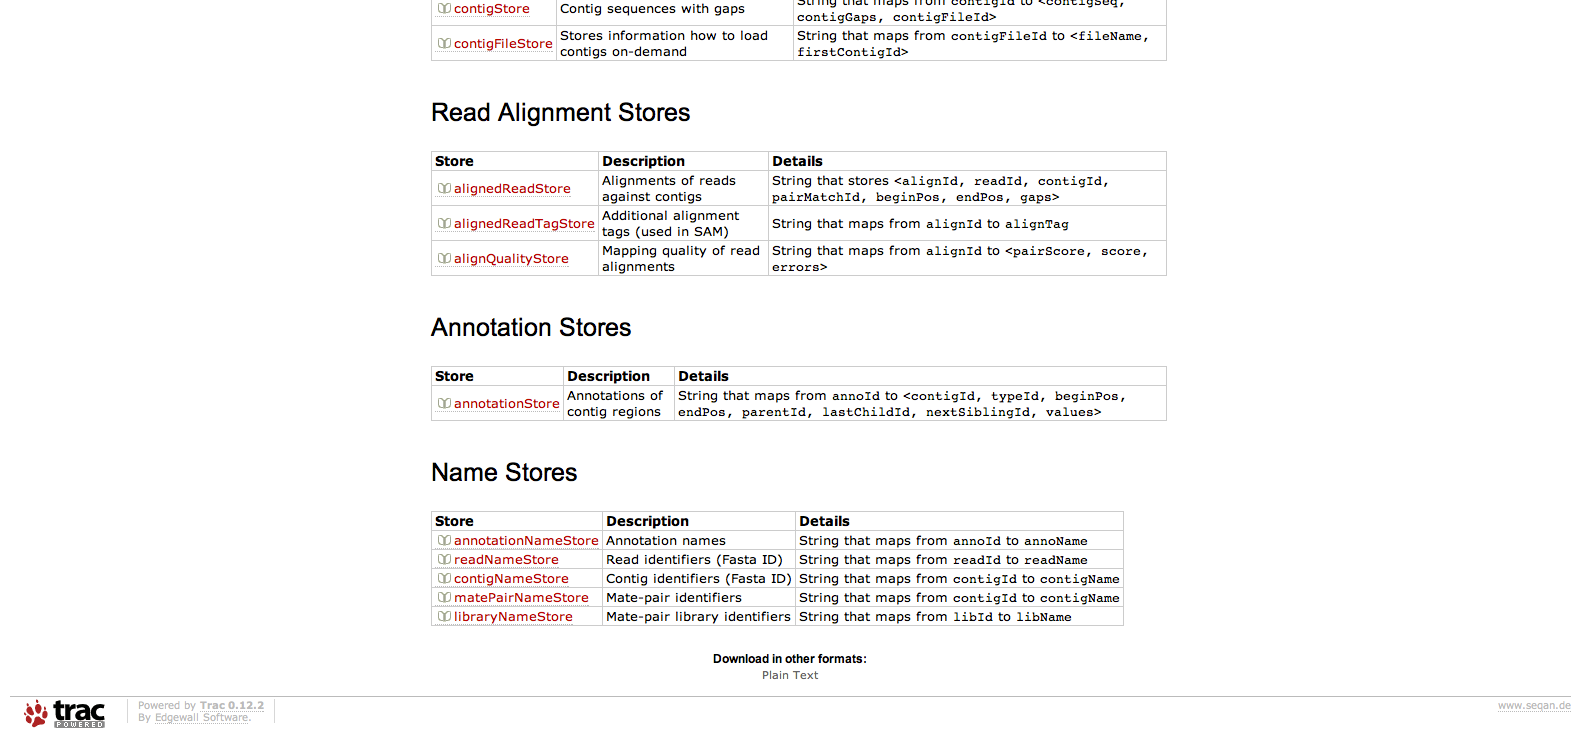 contigStore Contig sequences with gaps String that maps from contigId to <contigSeq,
contigGaps, contigFileId>
contigFileStore Stores information how to load String that maps from contigFileId to <fileName,
contigs on-demand firstContigId>
Read Alignment Stores
Store Description Details
alignedReadStore Alignments of reads String that stores <alignId, readId, contigId,
against contigs pairMatchId, beginPos, endPos, gaps>
alignedReadTagStore Additional alignment String that maps from alignId to alignTag
tags (used in SAM)
alignQualityStore Mapping quality of read String that maps from alignId to <pairScore, score,
alignments errors>
Annotation Stores
Store Description Details
annotationStore Annotations of String that maps from annoId to <contigId, typeId, beginPos,
contig regions endPos, parentId, lastChildId, nextSiblingId, values>
Name Stores
Store Description Details
annotationNameStore Annotation names String that maps from annoId to annoName
readNameStore Read identifiers (Fasta ID) String that maps from readId to readName
contigNameStore Contig identifiers (Fasta ID) String that maps from contigId to contigName
matePairNameStore Mate-pair identifiers String that maps from contigId to contigName
libraryNameStore Mate-pair library identifiers String that maps from libId to libName
Download in other formats:
Plain Text
trac
POWERED
Powered by Trac 0.12.2
By Edgewall Software.
www.seqan.de